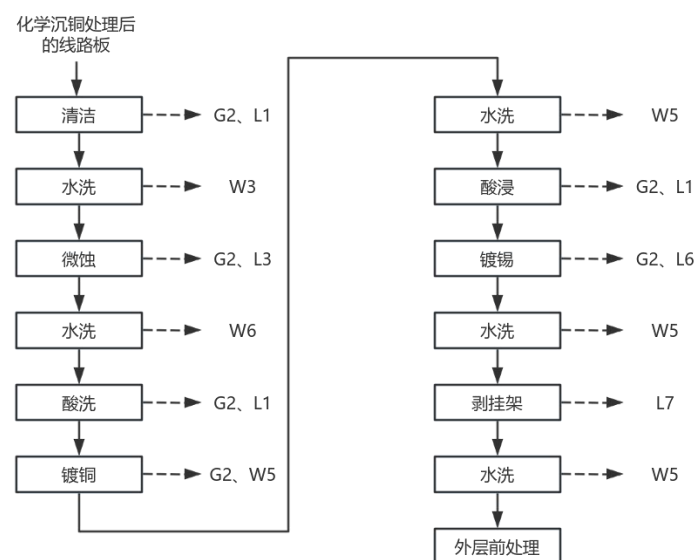 化学沉铜处理后
的线路板
清洁
G2、L1
水洗
W3
微蚀
G2、L3
水洗
W6
酸洗
G2、L1
镀铜
G2、W5
水洗
W5
酸浸
G2、L1
镀锡
G2、L6
水洗
W5
剥挂架
L7
水洗
W5
外层前处理